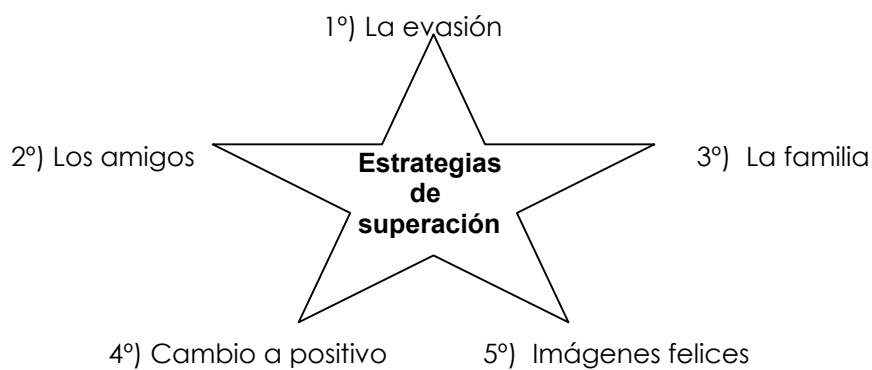 1º) La evasión
2º) Los amigos
Estrategias
de
superación
3º) La familia
4º) Cambio a positivo
5º) Imágenes felices